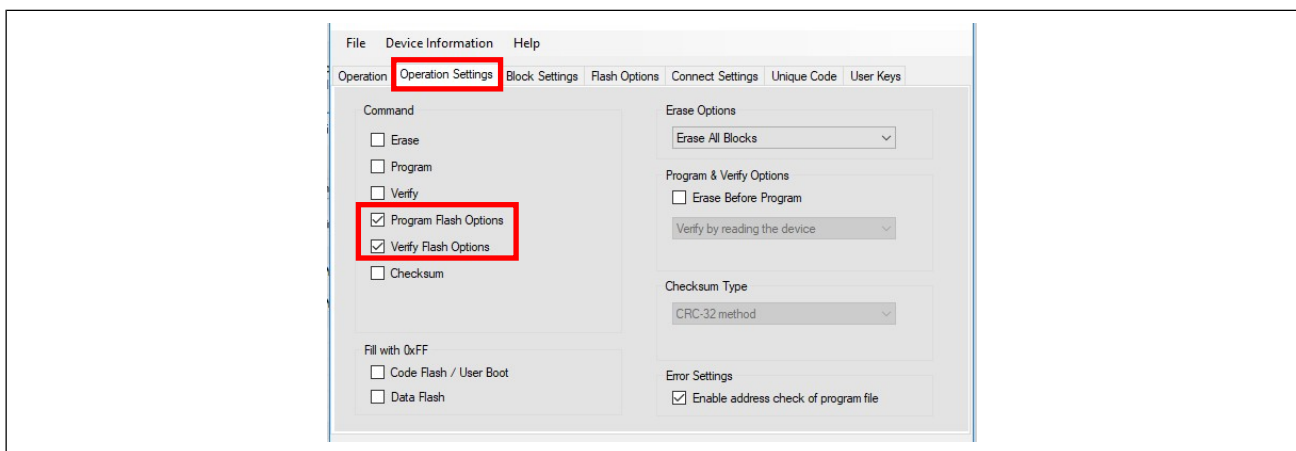 File Device Information Help
Operation Operation Settings Block Settings Flash Options Connect Settings Unique Code User Keys
Command
Erase
Program
Verify
Program Flash Options
Verify Flash Options
Checksum
Fill with 0xFF
Code Flash / User Boot
Data Flash
Erase Options
Erase All Blocks
Program & Verify Options
Erase Before Program
Verify by reading the device
Checksum Type
CRC-32 method
Error Settings
Enable address check of program file